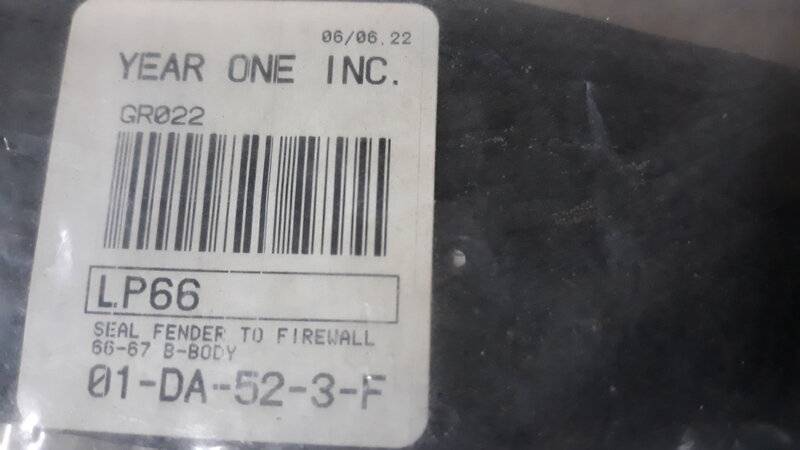 06/06.22
YEAR ONE INC.
GR022
LP66
SEAL FENDER TO FIREWALL
66-67 B-BODY
01-DA-52-3-F